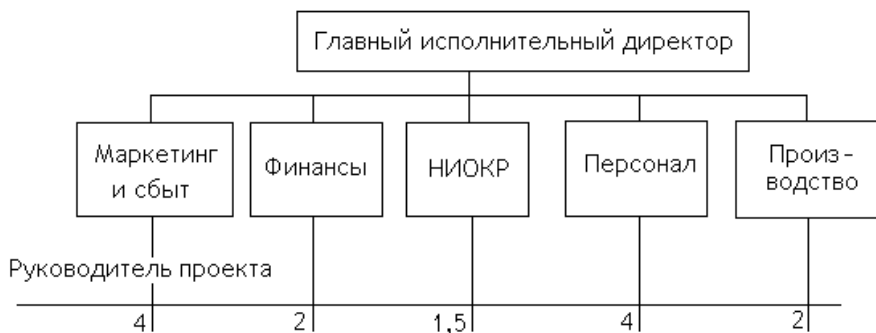 Главный исполнительный директор
Маркетинг
и сбыт
Финансы
НИОКР
Персонал
Произ-
водство
Руководитель проекта
4 2 1,5 4 2